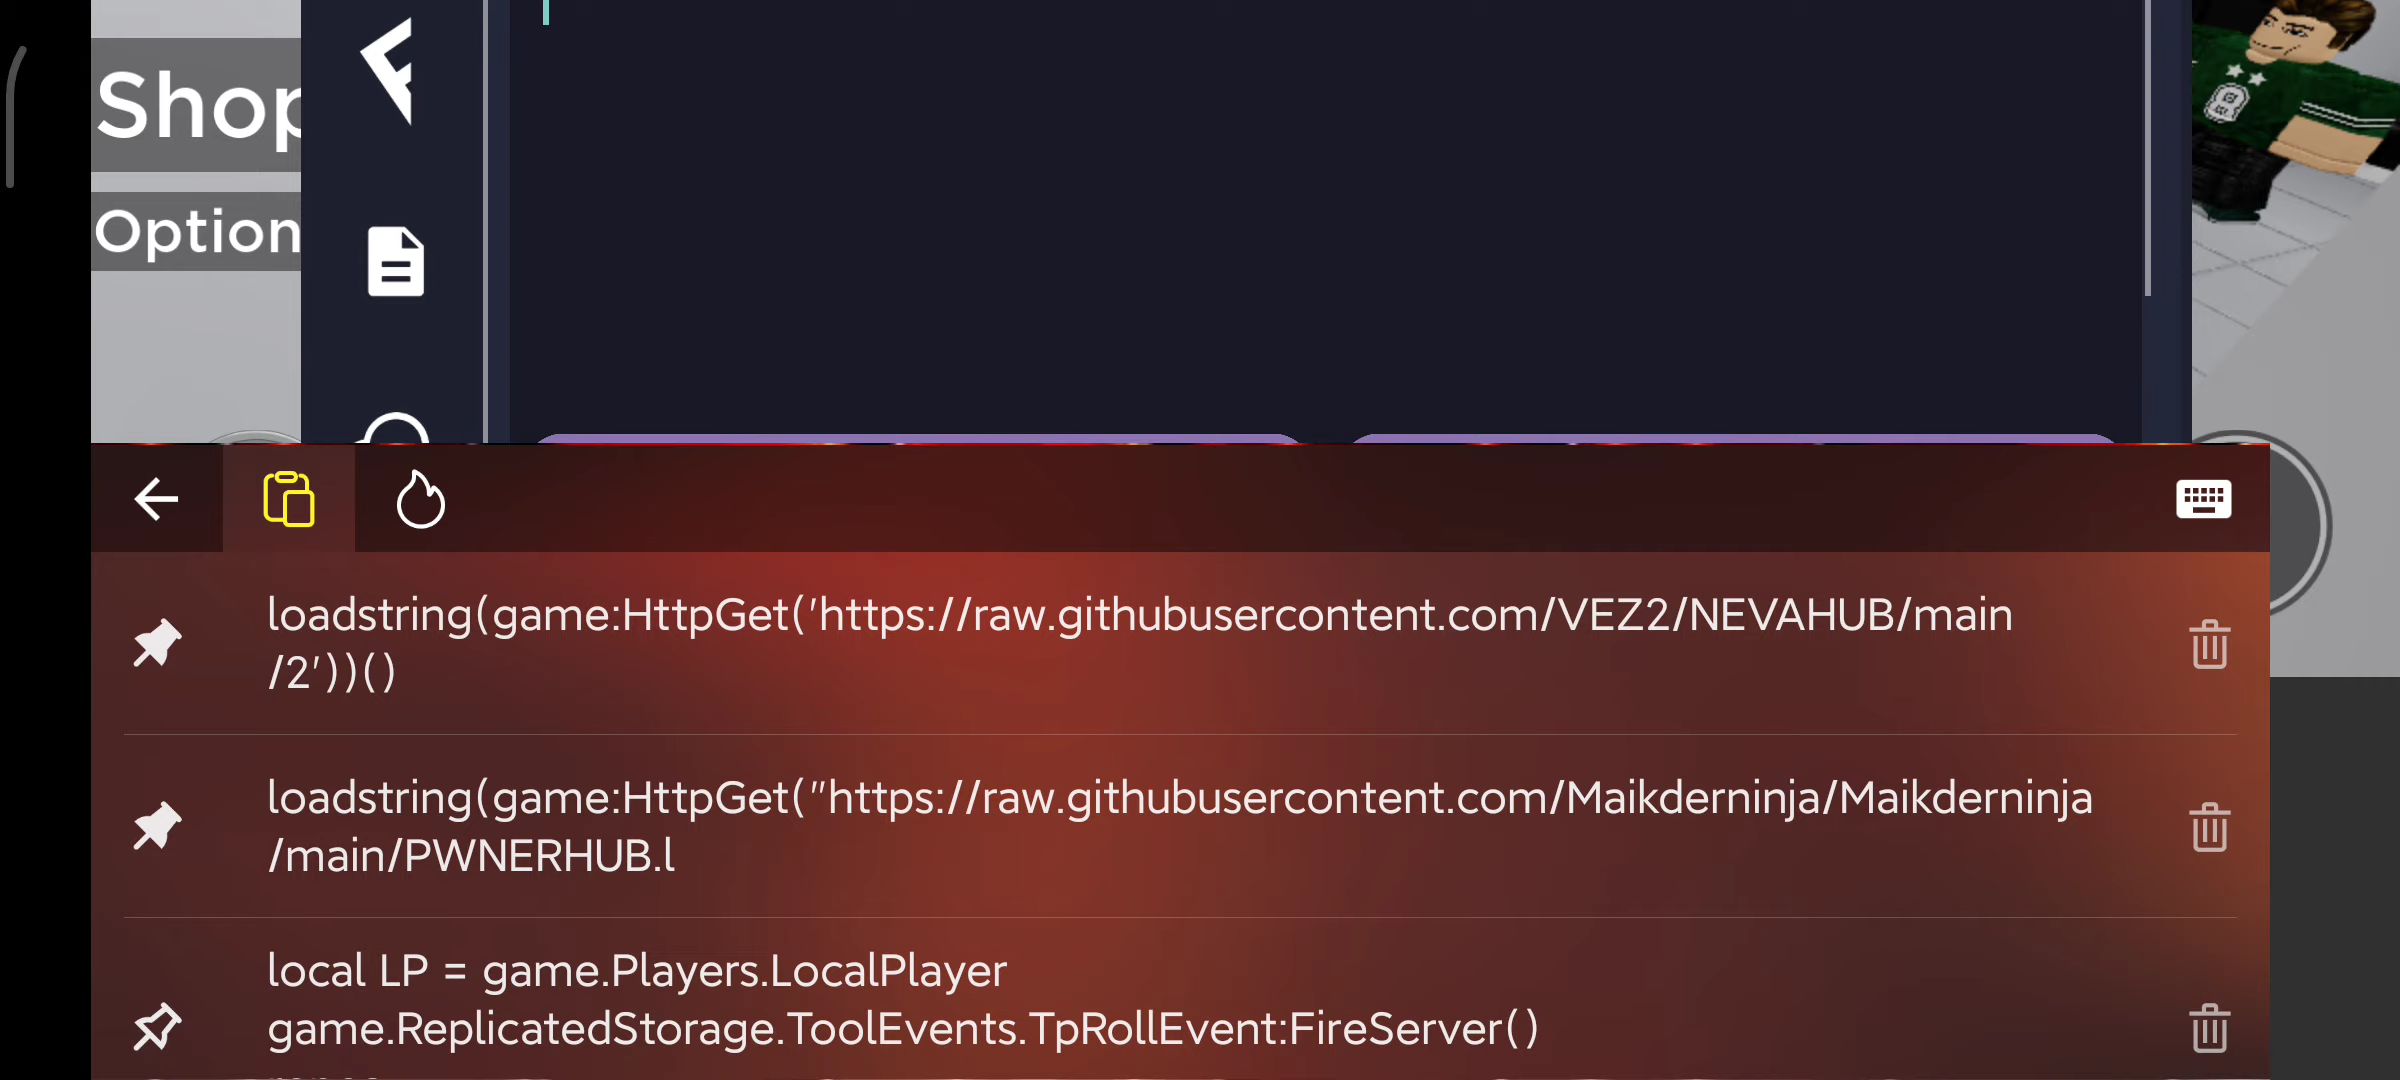 Shop
Option
loadstring(game:HttpGet('https://raw.githubusercontent.com/VEZ2/NEVAHUB/main
/2'))()
loadstring(game:HttpGet("https://raw.githubusercontent.com/Maikderninja/Maikderninja
/main/PWNERHUB.l
local LP = game.Players.LocalPlayer
game.ReplicatedStorage.ToolEvents.TpRollEvent:FireServer()